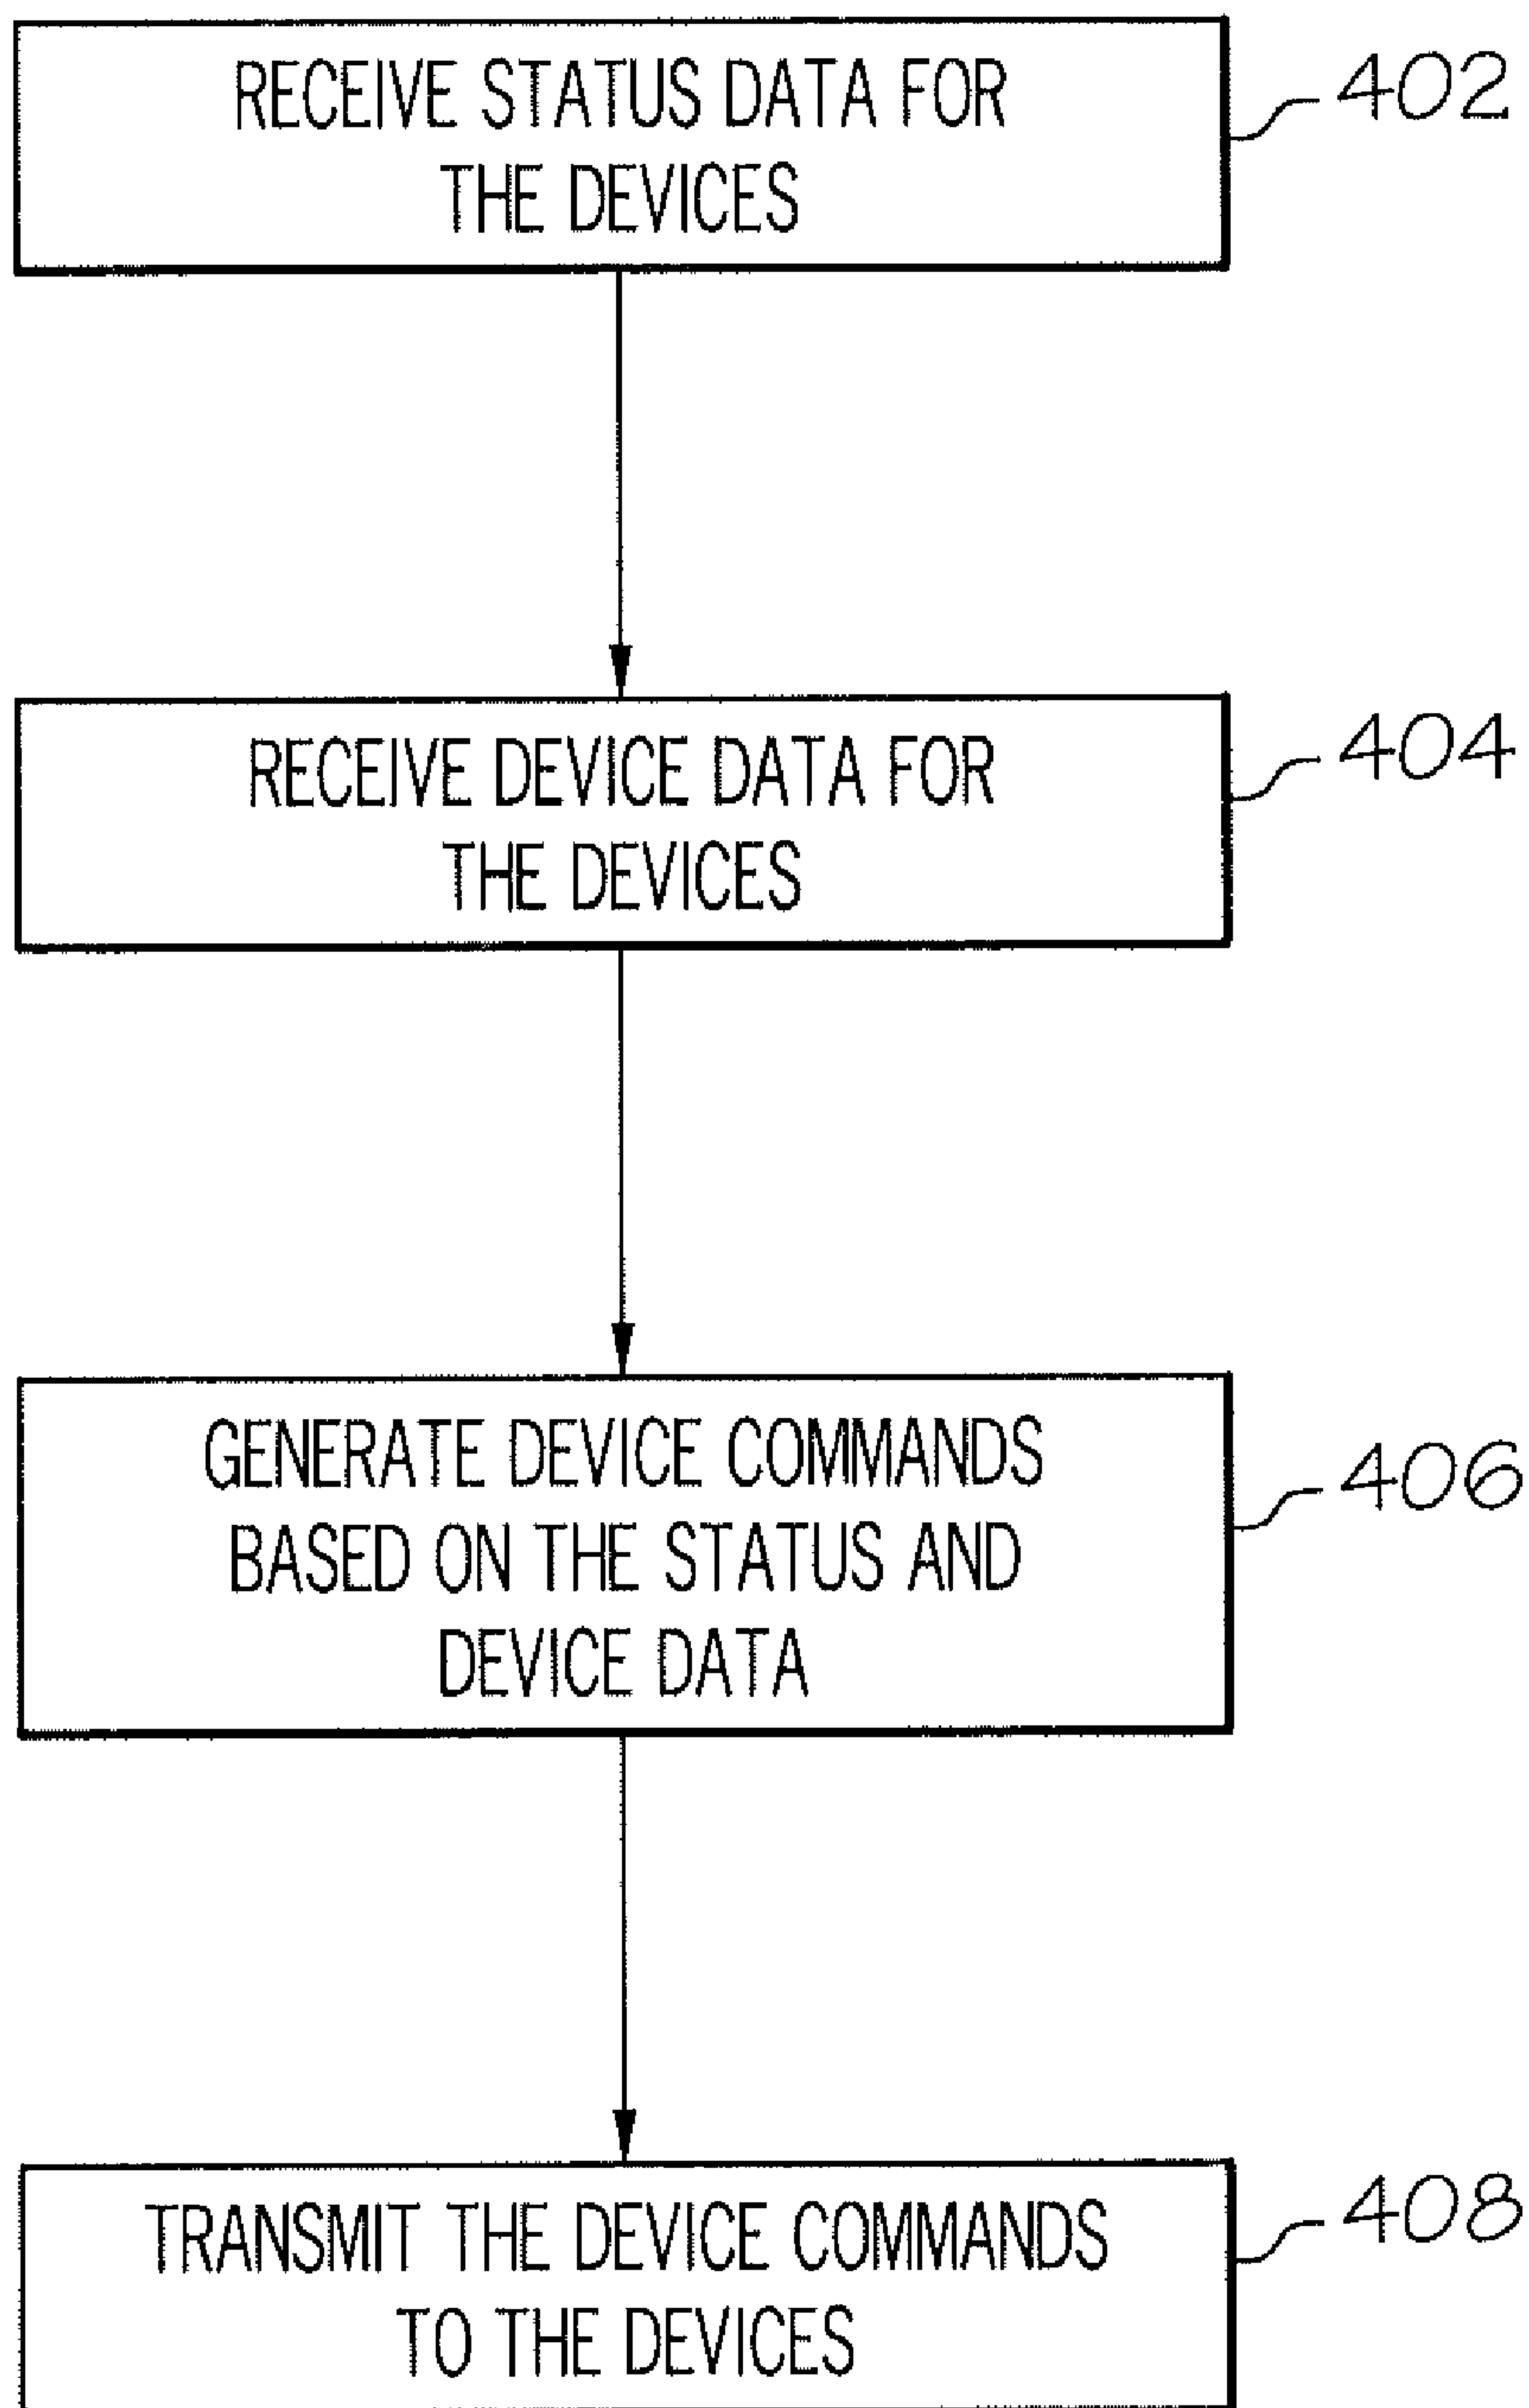 RECEIVE STATUS DATA FOR
THE DEVICES
402
RECEIVE DEVICE DATA FOR
THE DEVICES
404
GENERATE DEVICE COMMANDS
BASED ON THE STATUS AND
DEVICE DATA
406
TRANSMIT THE DEVICE COMMANDS
TO THE DEVICES
408